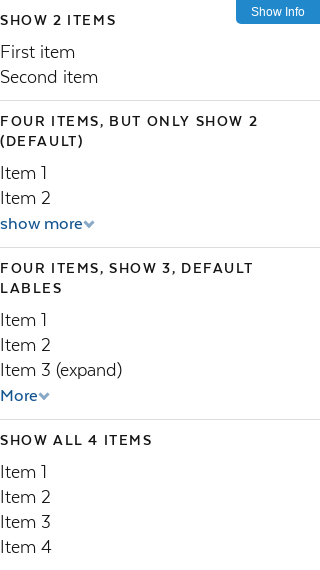 SHOW 2 ITEMS
Show Info
First item
Second item
FOUR ITEMS, BUT ONLY SHOW 2
(DEFAULT)
Item 1
Item 2
show more
FOUR ITEMS, SHOW 3, DEFAULT
LABLES
Item 1
Item 2
Item 3 (expand)
More
SHOW ALL 4 ITEMS
Item 1
Item 2
Item 3
Item 4